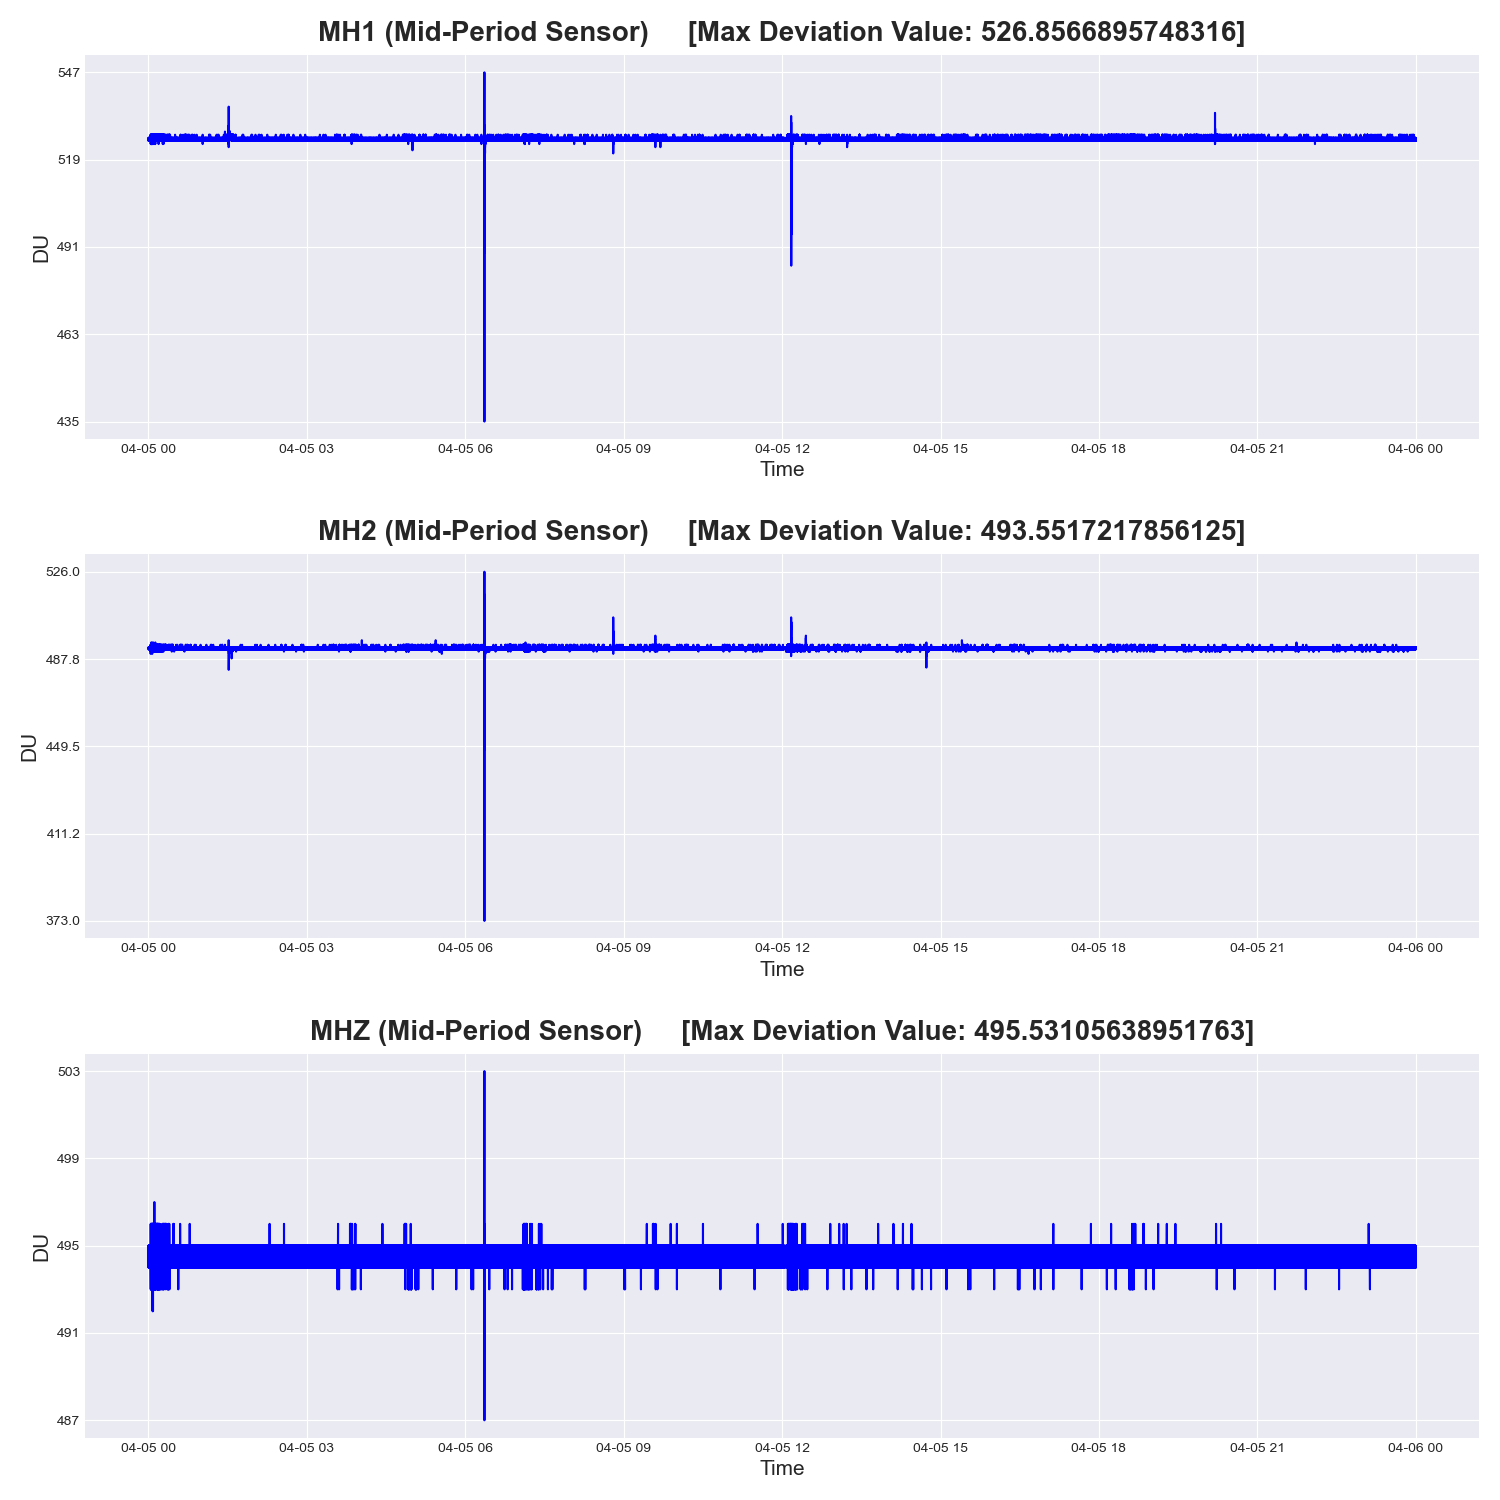 MH1 (Mid-Period Sensor) [Max Deviation Value: 526.8566895748316]
547
519
491
463
435
DU
04-05 00 04-05 03 04-05 06 04-05 09 04-05 12 04-05 15 04-05 18 04-05 21 04-06 00
Time
MH2 (Mid-Period Sensor) [Max Deviation Value: 493.5517217856125]
526.0
487.8
449.5
411.2
373.0
DU
04-05 00 04-05 03 04-05 06 04-05 09 04-05 12 04-05 15 04-05 18 04-05 21 04-06 00
Time
MHZ (Mid-Period Sensor) [Max Deviation Value: 495.53105638951763]
503
499
495
491
487
DU
04-05 00 04-05 03 04-05 06 04-05 09 04-05 12 04-05 15 04-05 18 04-05 21 04-06 00
Time